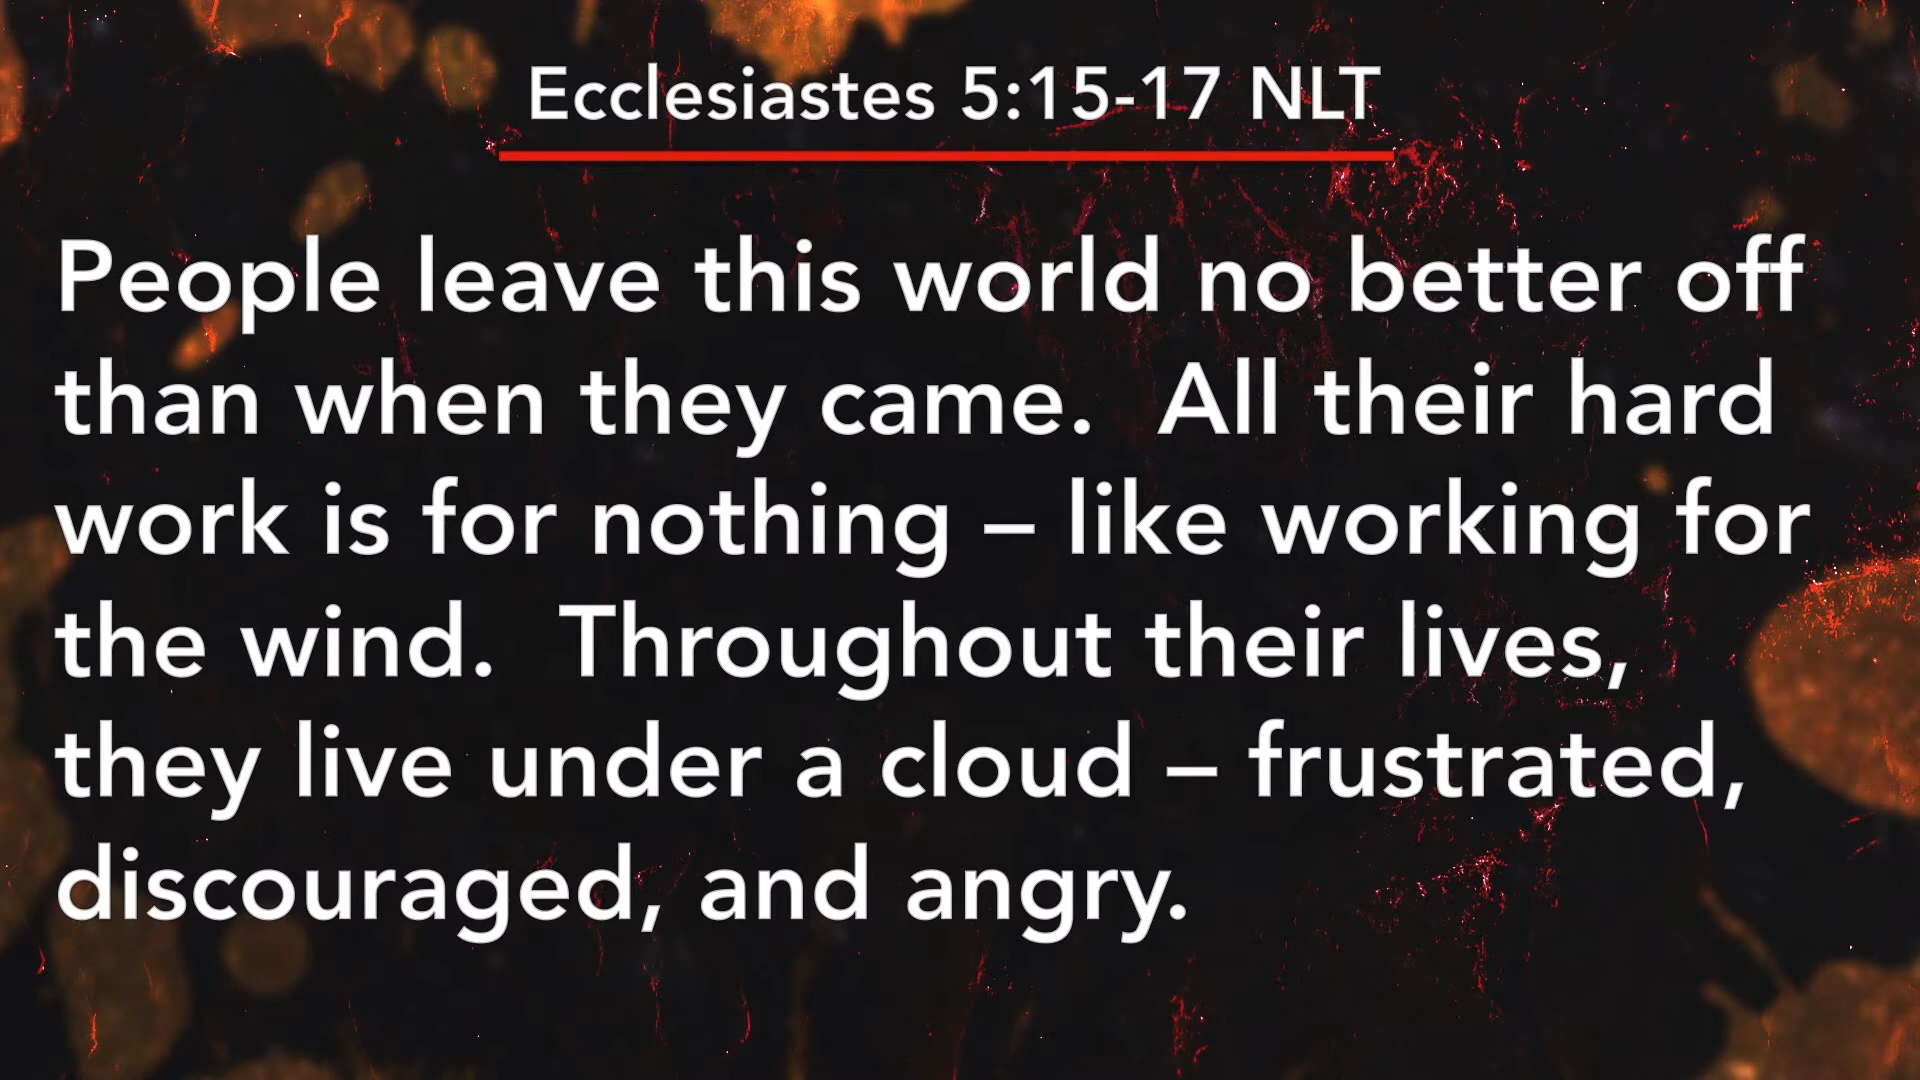 Ecclesiastes 5:15-17 NLT
People leave this world no better off
than when they came.  All their hard
work is for nothing – like working for
the wind.  Throughout their lives,
they live under a cloud – frustrated,
discouraged, and angry.